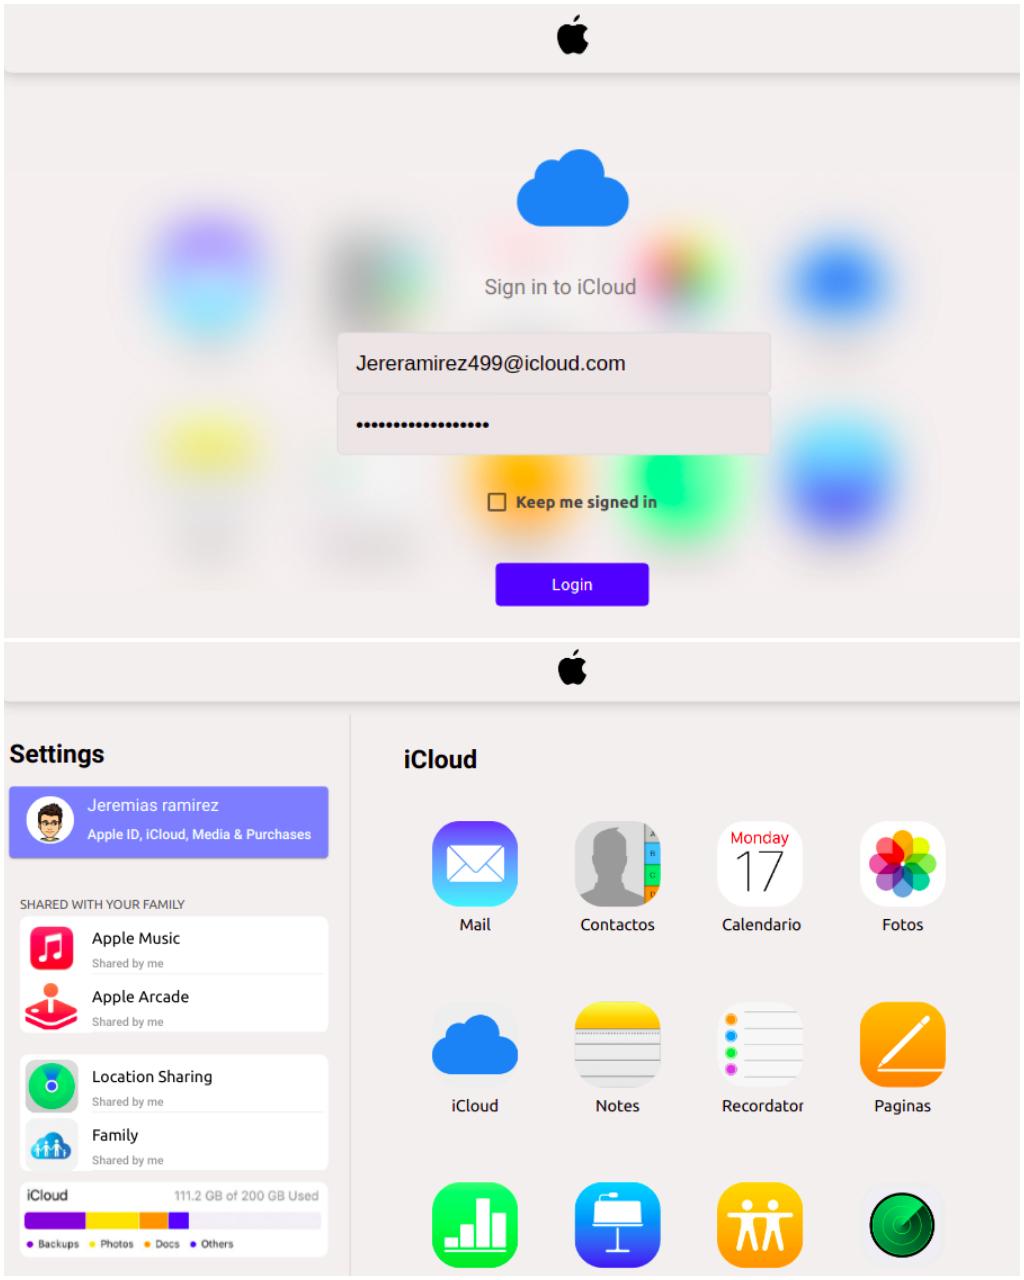 Sign in to iCloud
Jereramirez499@icloud.com
••••••••••••••••••
Keep me signed in
Login
Settings
Jeremias ramirez
Apple ID, iCloud, Media & Purchases
SHARED WITH YOUR FAMILY
Apple Music
Shared by me
Apple Arcade
Shared by me
Location Sharing
Shared by me
Family
Shared by me
iCloud 111.2 GB of 200 GB Used
Backups Photos Docs Others
iCloud
A
B
C
D
Monday
17
Mail Contactos Calendario Fotos
iCloud Notes Recordator Paginas